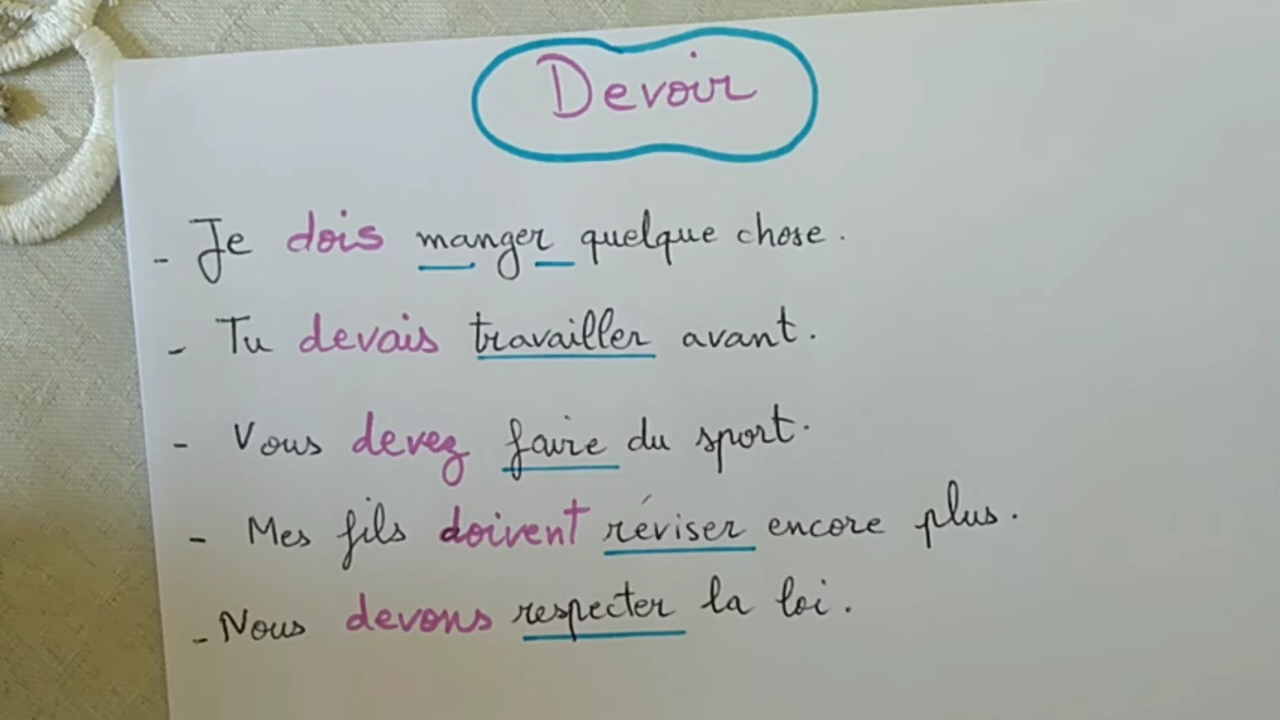 Devoir
- Je dois manger quelque chose.
- Tu devais travailler avant.
- Vous devez faire du sport.
- Mes fils doivent réviser encore plus.
- Nous devons respecter la loi.